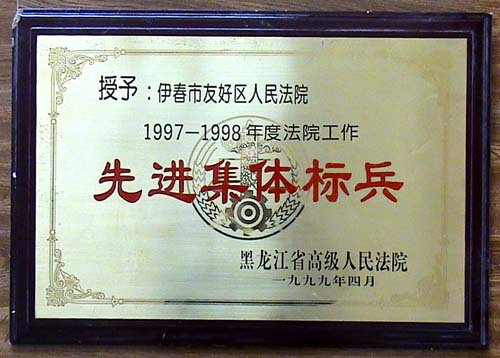 授予：伊春市友好区人民法院
1997—1998年度法院工作
先进集体标兵
黑龙江省高级人民法院
一九九九年四月